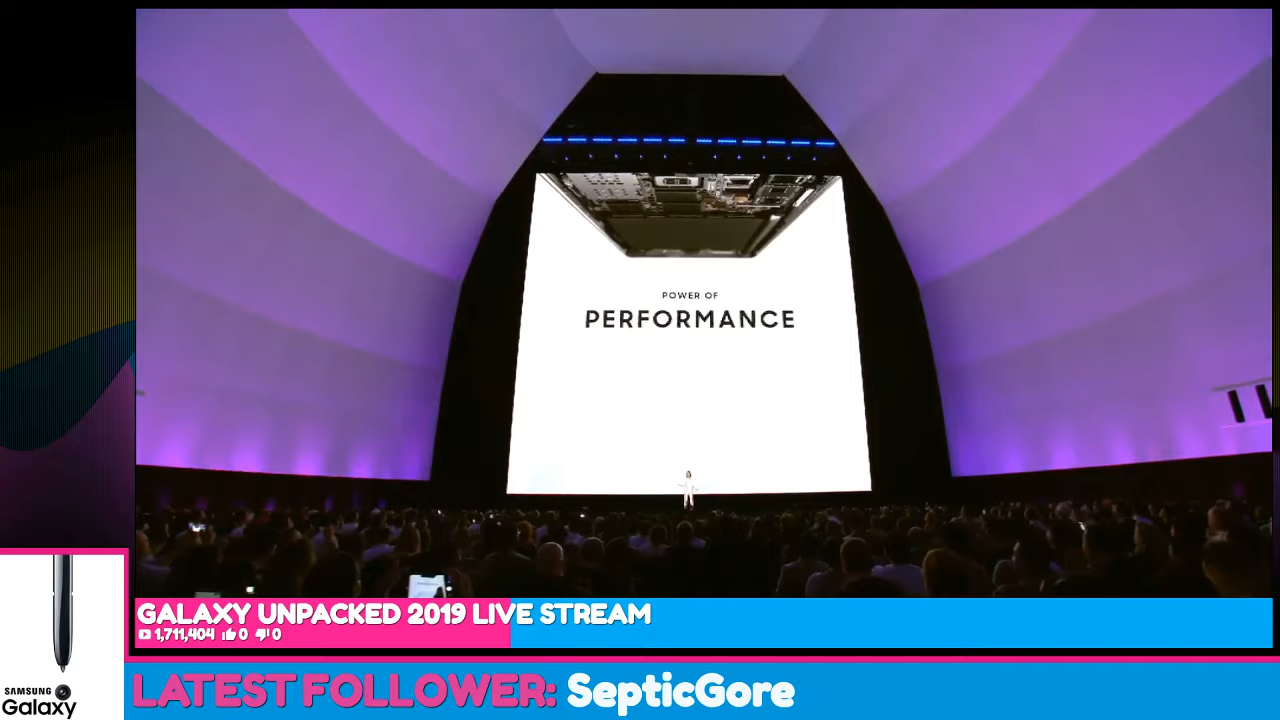 POWER OF
PERFORMANCE
GALAXY UNPACKED 2019 LIVE STREAM
1,711,404 0 0
SAMSUNG
Galaxy
LATEST FOLLOWER: SepticGore